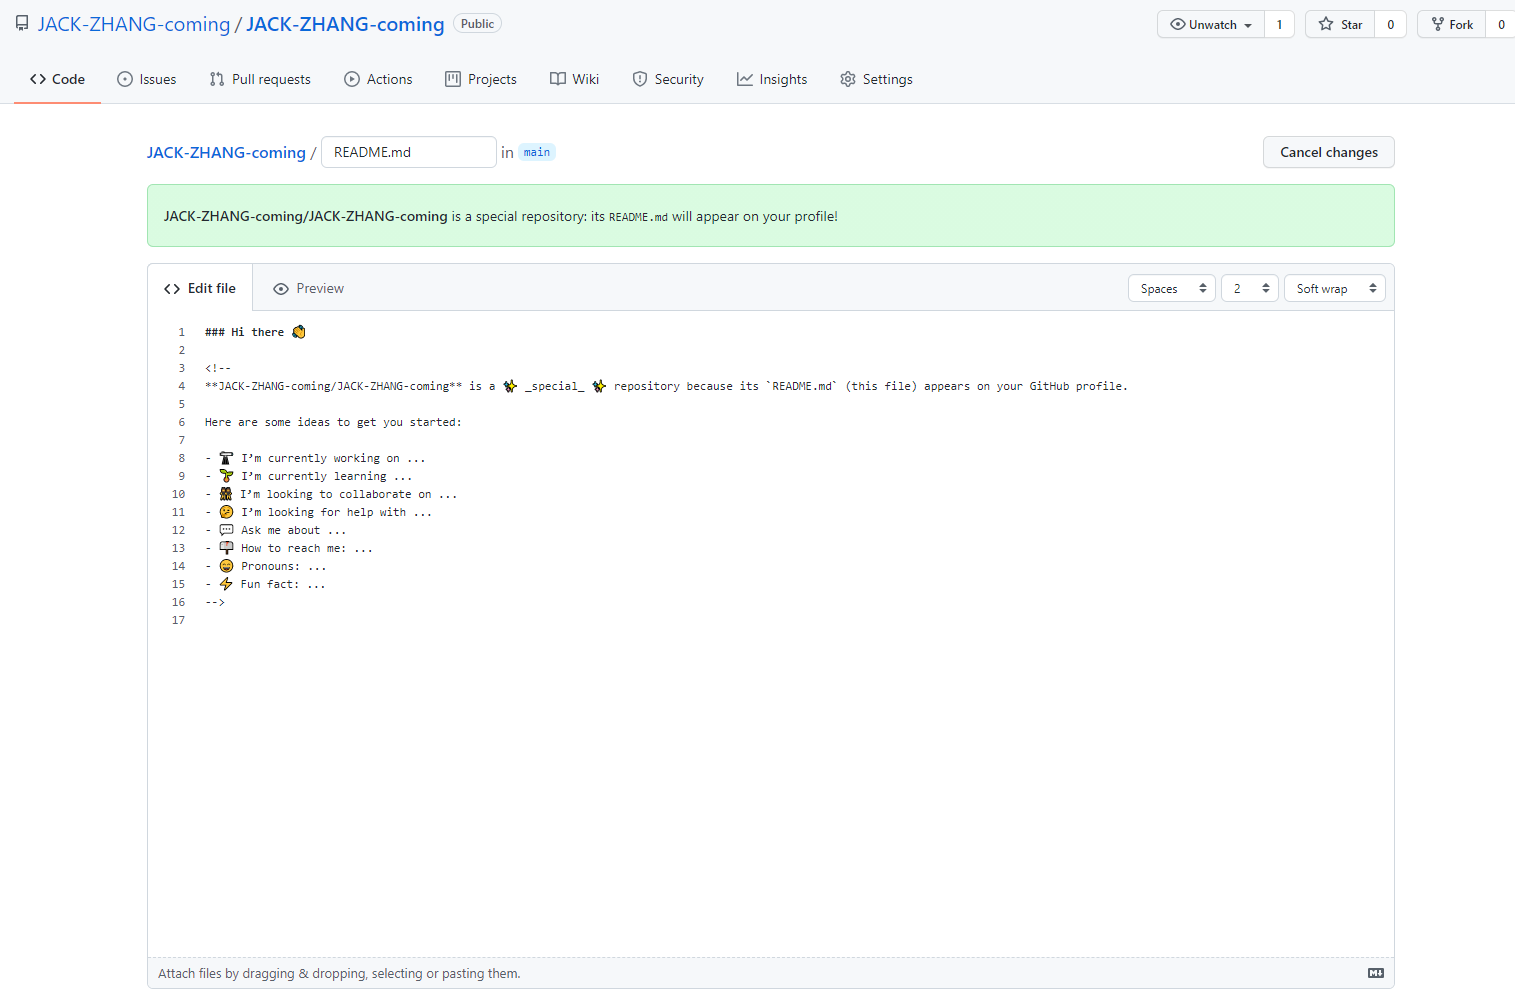 JACK-ZHANG-coming / JACK-ZHANG-coming Public Unwatch 1 Star 0 Fork 0
Code Issues Pull requests Actions Projects Wiki Security Insights Settings
JACK-ZHANG-coming / README.md in main Cancel changes
JACK-ZHANG-coming/JACK-ZHANG-coming is a special repository: its README.md will appear on your profile!
Edit file Preview Spaces 2 Soft wrap
1 ### Hi there 👋
2
3 <!--
4 **JACK-ZHANG-coming/JACK-ZHANG-coming** is a ✨ _special_ ✨ repository because its `README.md` (this file) appears on your GitHub profile.
5
6 Here are some ideas to get you started:
7
8 - 🔭 I’m currently working on ...
9 - 🌱 I’m currently learning ...
10 - 👯 I’m looking to collaborate on ...
11 - 🤔 I’m looking for help with ...
12 - 💬 Ask me about ...
13 - 📫 How to reach me: ...
14 - 😄 Pronouns: ...
15 - ⚡ Fun fact: ...
16 -->
17
Attach files by dragging & dropping, selecting or pasting them.